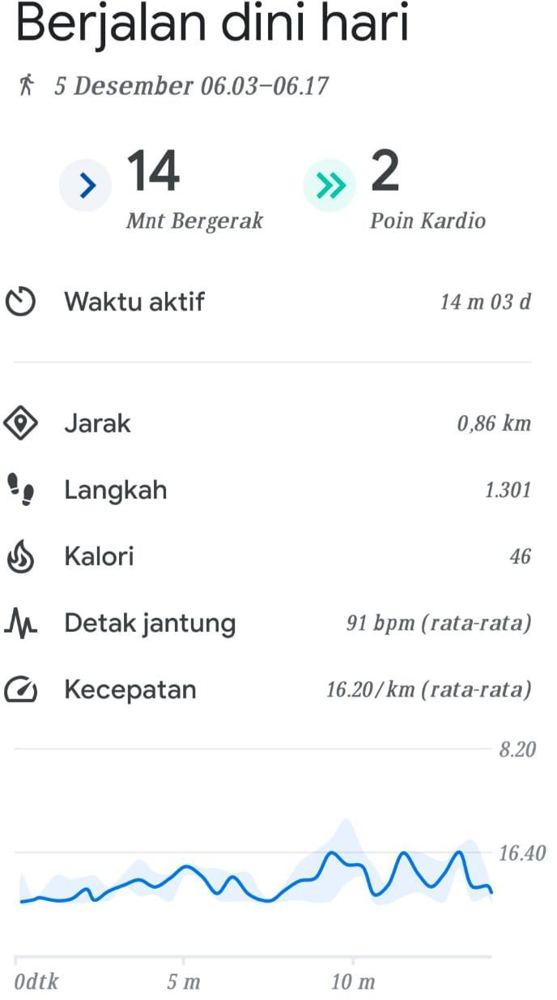 Berjalan dini hari
5 Desember 06.03–06.17
14
Mnt Bergerak
2
Poin Kardio
Waktu aktif 14 m 03 d
Jarak 0,86 km
Langkah 1.301
Kalori 46
Detak jantung 91 bpm (rata-rata)
Kecepatan 16.20/km (rata-rata)
8.20
16.40
0dtk 5 m 10 m